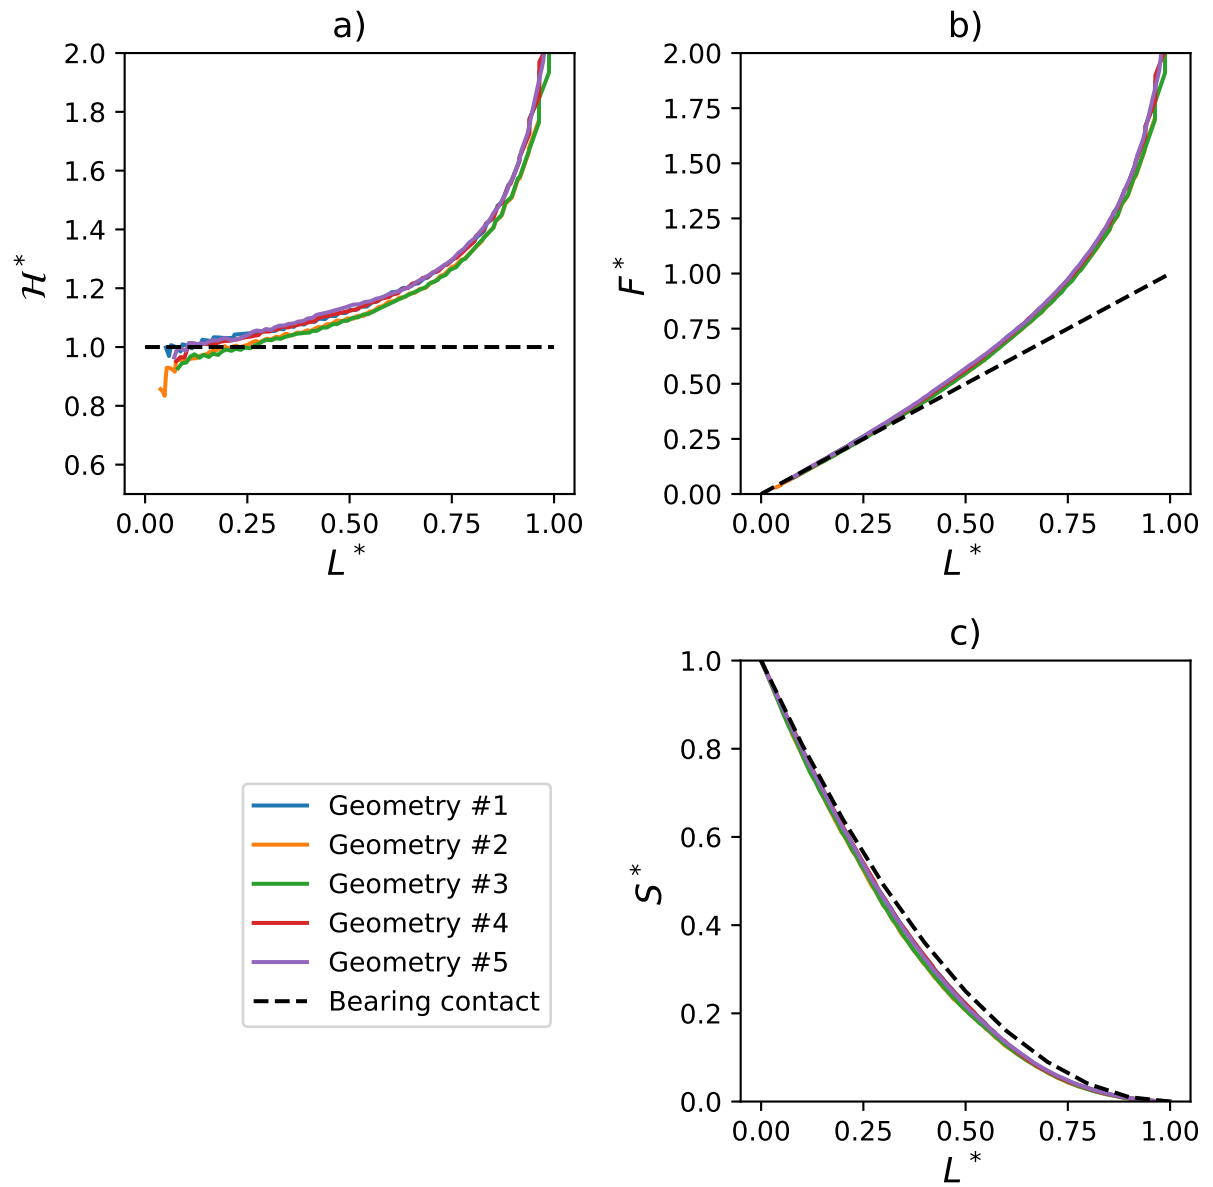 a)
2.0
1.8
1.6
1.4
1.2
1.0
0.8
0.6
ℋ*
0.00 0.25 0.50 0.75 1.00
L*
b)
2.00
1.75
1.50
1.25
1.00
0.75
0.50
0.25
0.00
F*
0.00 0.25 0.50 0.75 1.00
L*
Geometry #1
Geometry #2
Geometry #3
Geometry #4
Geometry #5
Bearing contact
c)
1.0
0.8
0.6
0.4
0.2
0.0
S*
0.00 0.25 0.50 0.75 1.00
L*